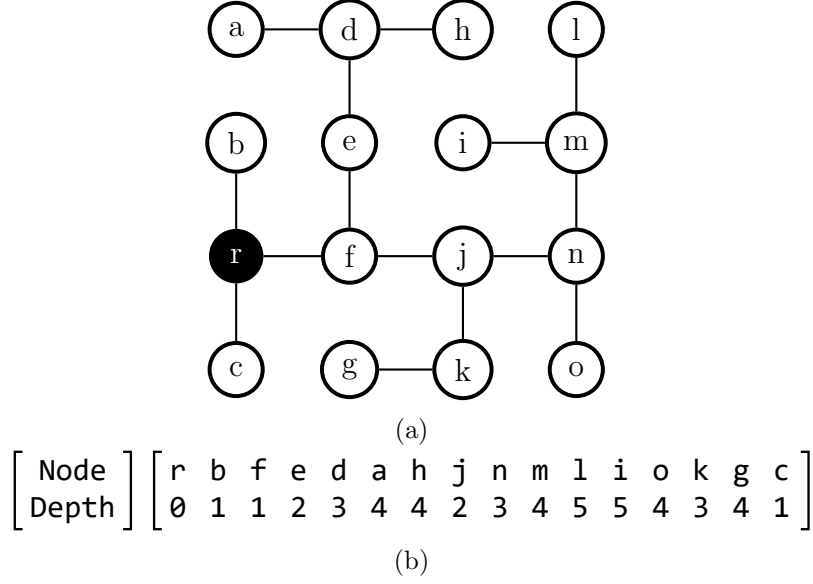 a d h l
b e i m
r f j n
c g k o
(a)
[ Node ] [ r b f e d a h j n m l i o k g c ]
[ Depth ] [ 0 1 1 2 3 4 4 2 3 4 5 5 4 3 4 1 ]
(b)